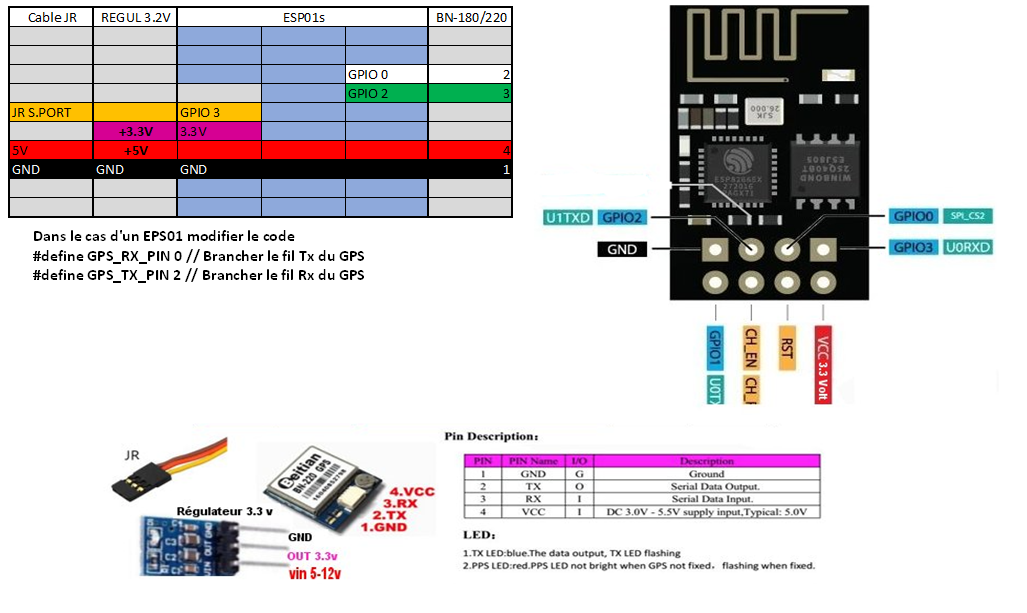 Cable JR REGUL 3.2V ESP01s BN-180/220
GPIO 0 2
GPIO 2 3
JR S.PORT GPIO 3
+3.3V 3.3V
5V +5V 4
GND GND GND 1
Dans le cas d'un EPS01 modifier le code
#define GPS_RX_PIN 0 // Brancher le fil Tx du GPS
#define GPS_TX_PIN 2 // Brancher le fil Rx du GPS
SJK
26.000
ESP8266EX
WINBOND
U1TXD GPIO2
GND
GPIO0 SPI_CS2
GPIO3 U0RXD
GPIO1
U0TX
CH_EN
RST
VCC 3.3 Volt
JR
Beitian
BN-220 GPS
4.VCC
3.RX
2.TX
1.GND
Régulateur 3.3 v
GND
OUT
VIN
GND
OUT 3.3v
vin 5-12v
Pin Description:
PIN PIN Name I/O Description
1 GND G Ground
2 TX O Serial Data Output.
3 RX I Serial Data Input.
4 VCC I DC 3.0V - 5.5V supply input,Typical: 5.0V
LED:
1.TX LED:blue.The data output, TX LED flashing
2.PPS LED:red.PPS LED not bright when GPS not fixed, flashing when fixed.